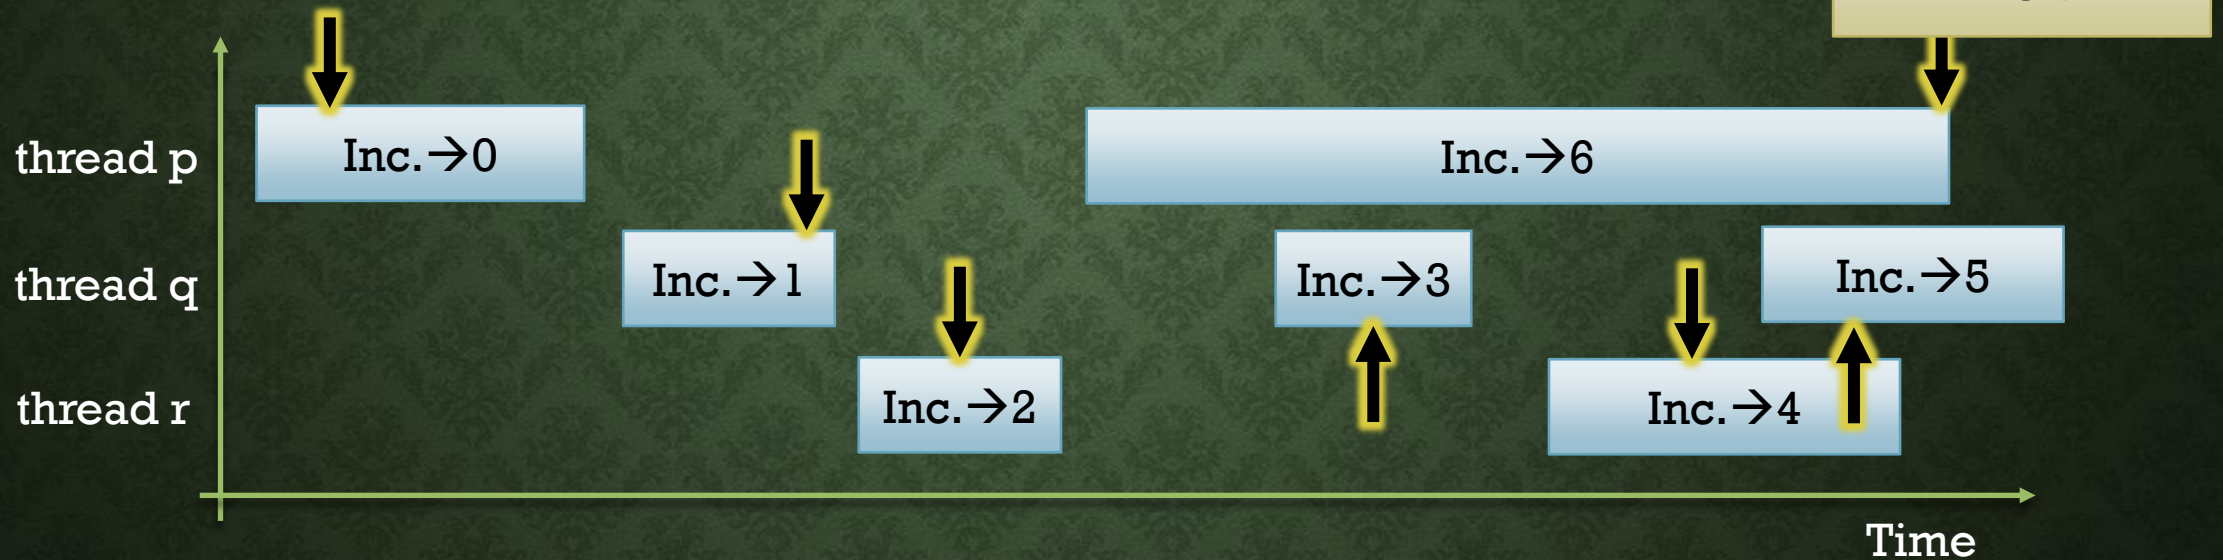 thread p
Inc.→0
Inc.→6
thread q
Inc.→1
Inc.→3
Inc.→5
thread r
Inc.→2
Inc.→4
Time